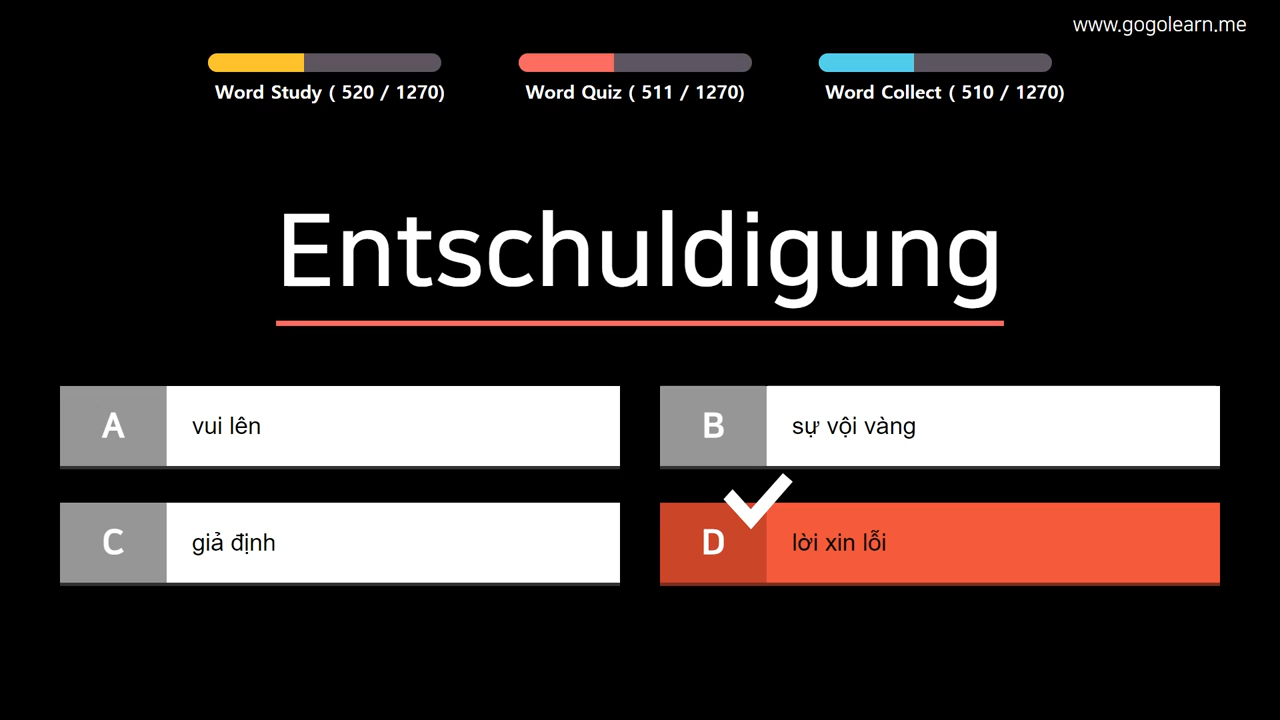 www.gogolearn.me
Word Study ( 520 / 1270)
Word Quiz ( 511 / 1270)
Word Collect ( 510 / 1270)
Entschuldigung
A vui lên
B sự vội vàng
C giả định
D lời xin lỗi